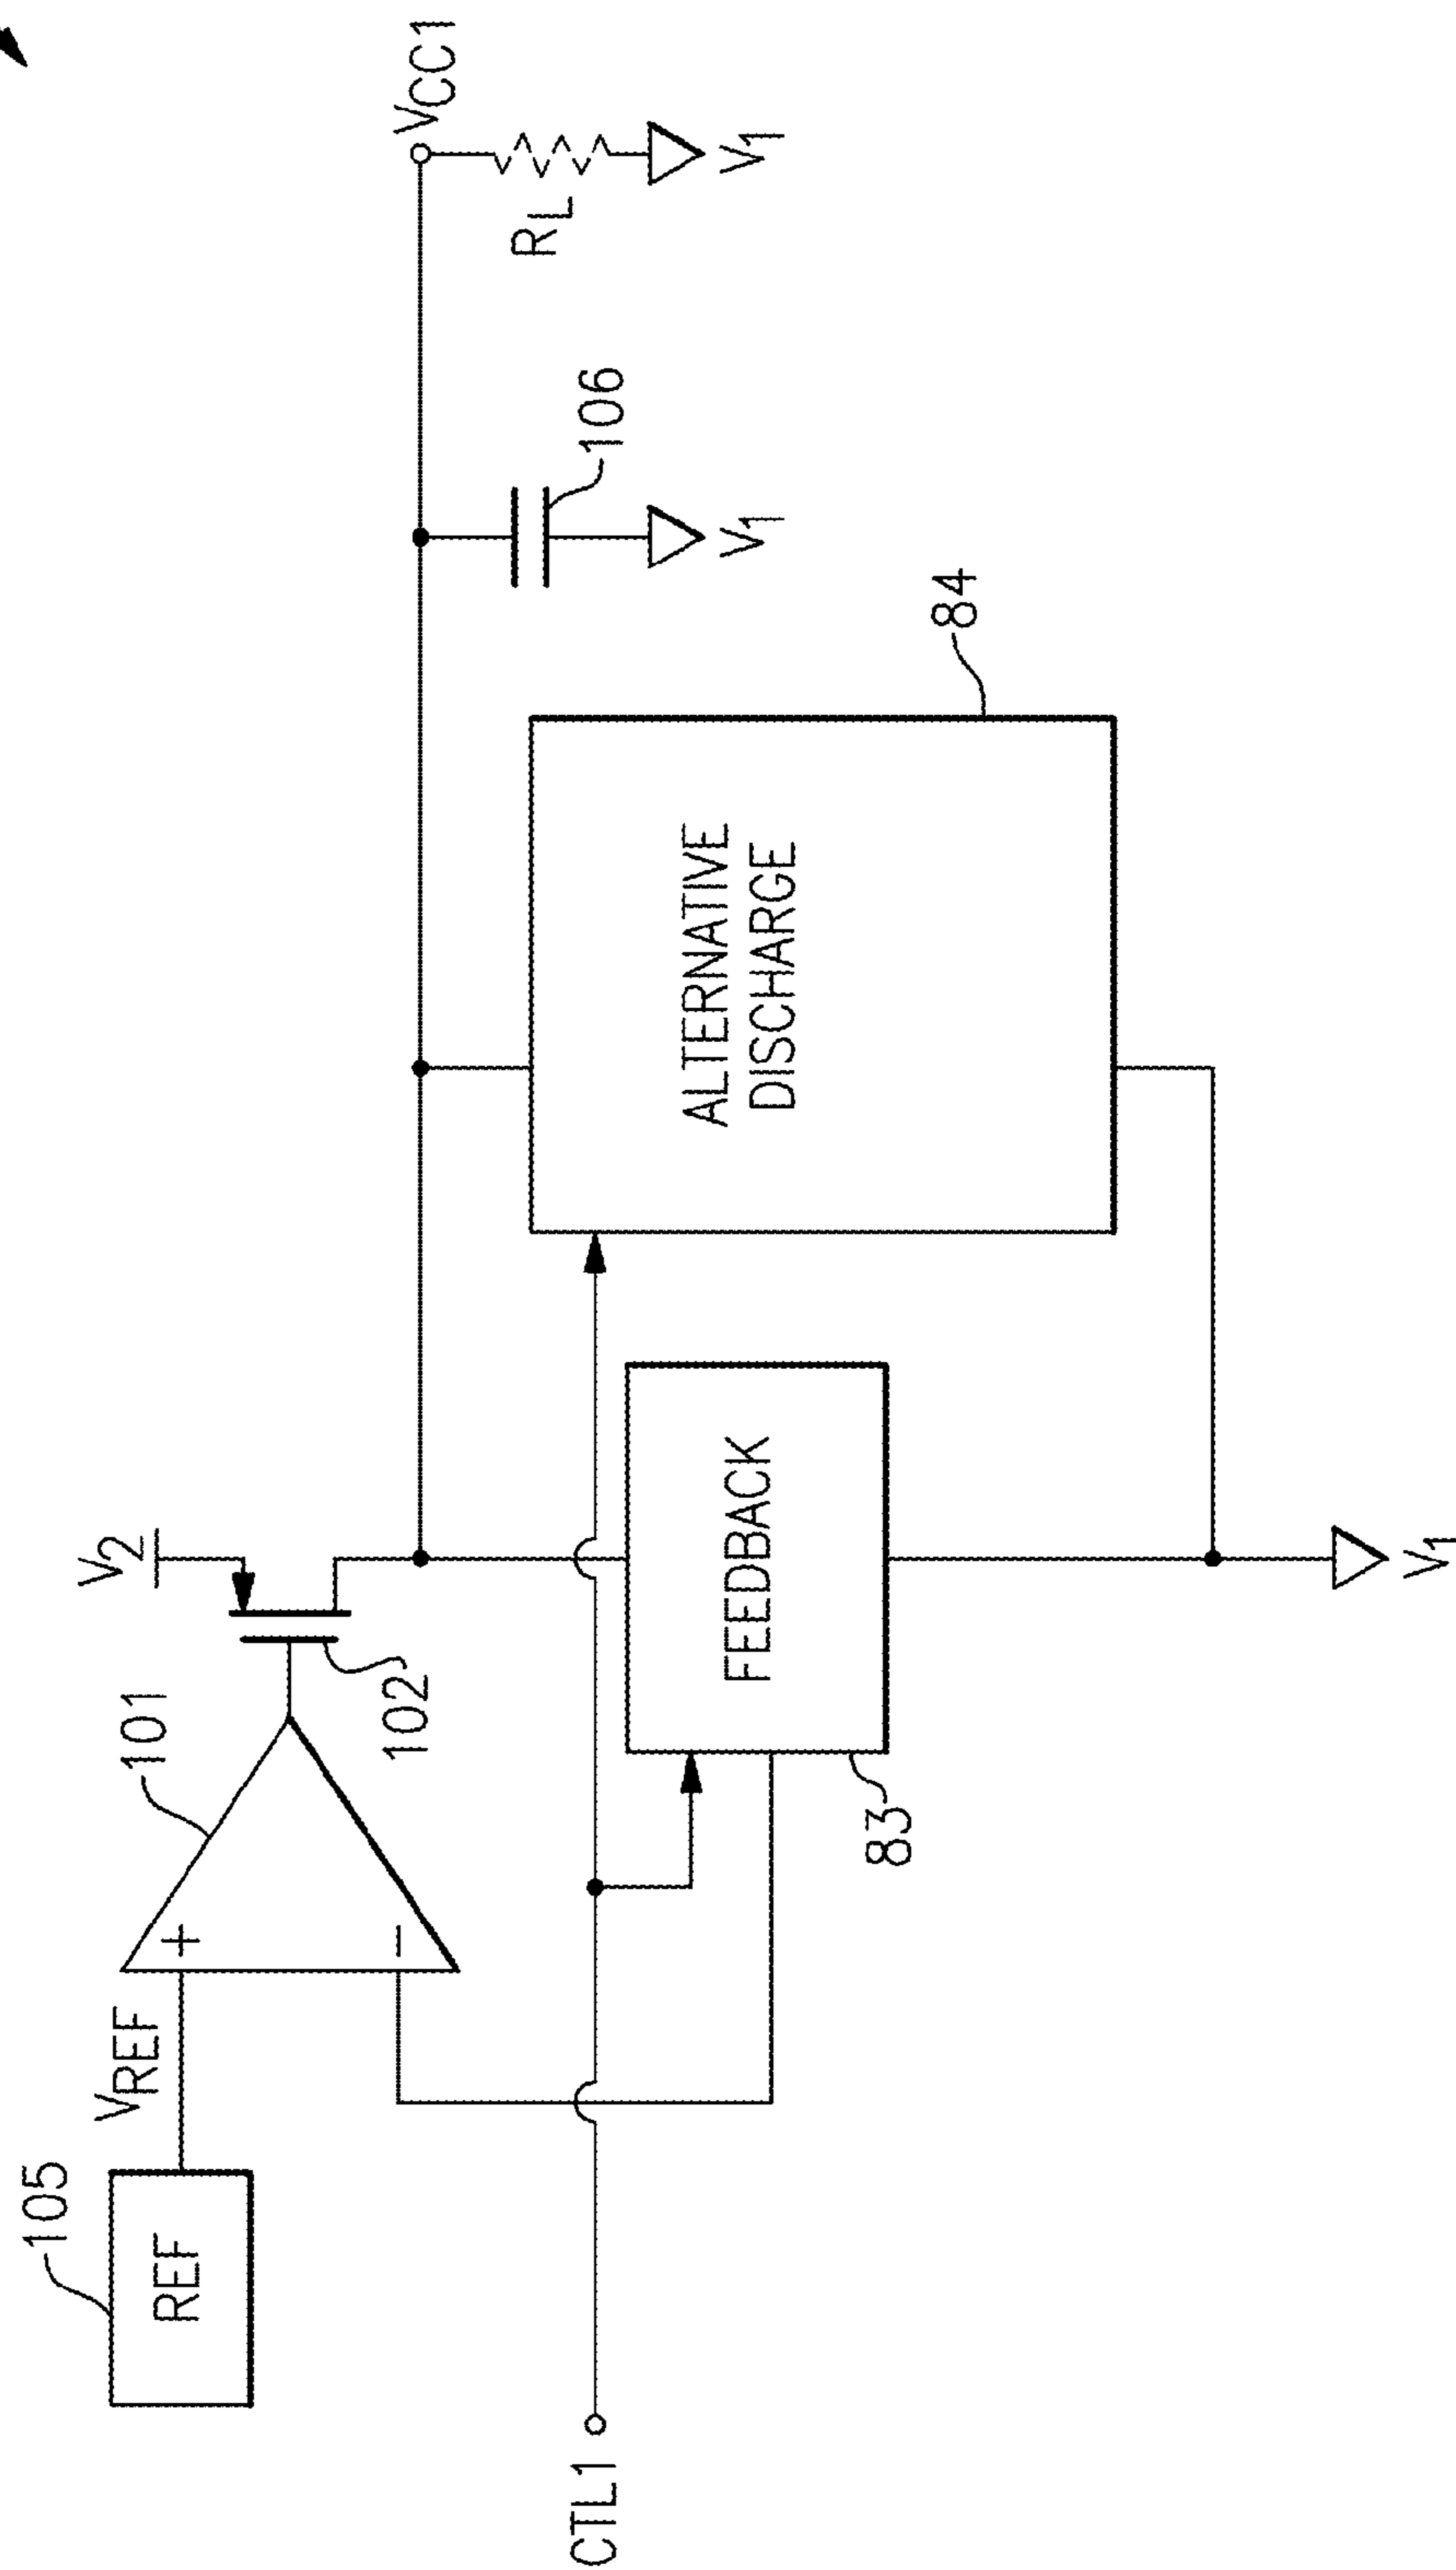 105
REF
VREF
101
+
−
V2
102
CTL1
FEEDBACK
83
V1
ALTERNATIVE
DISCHARGE
84
106
V1
VCC1
RL
V1